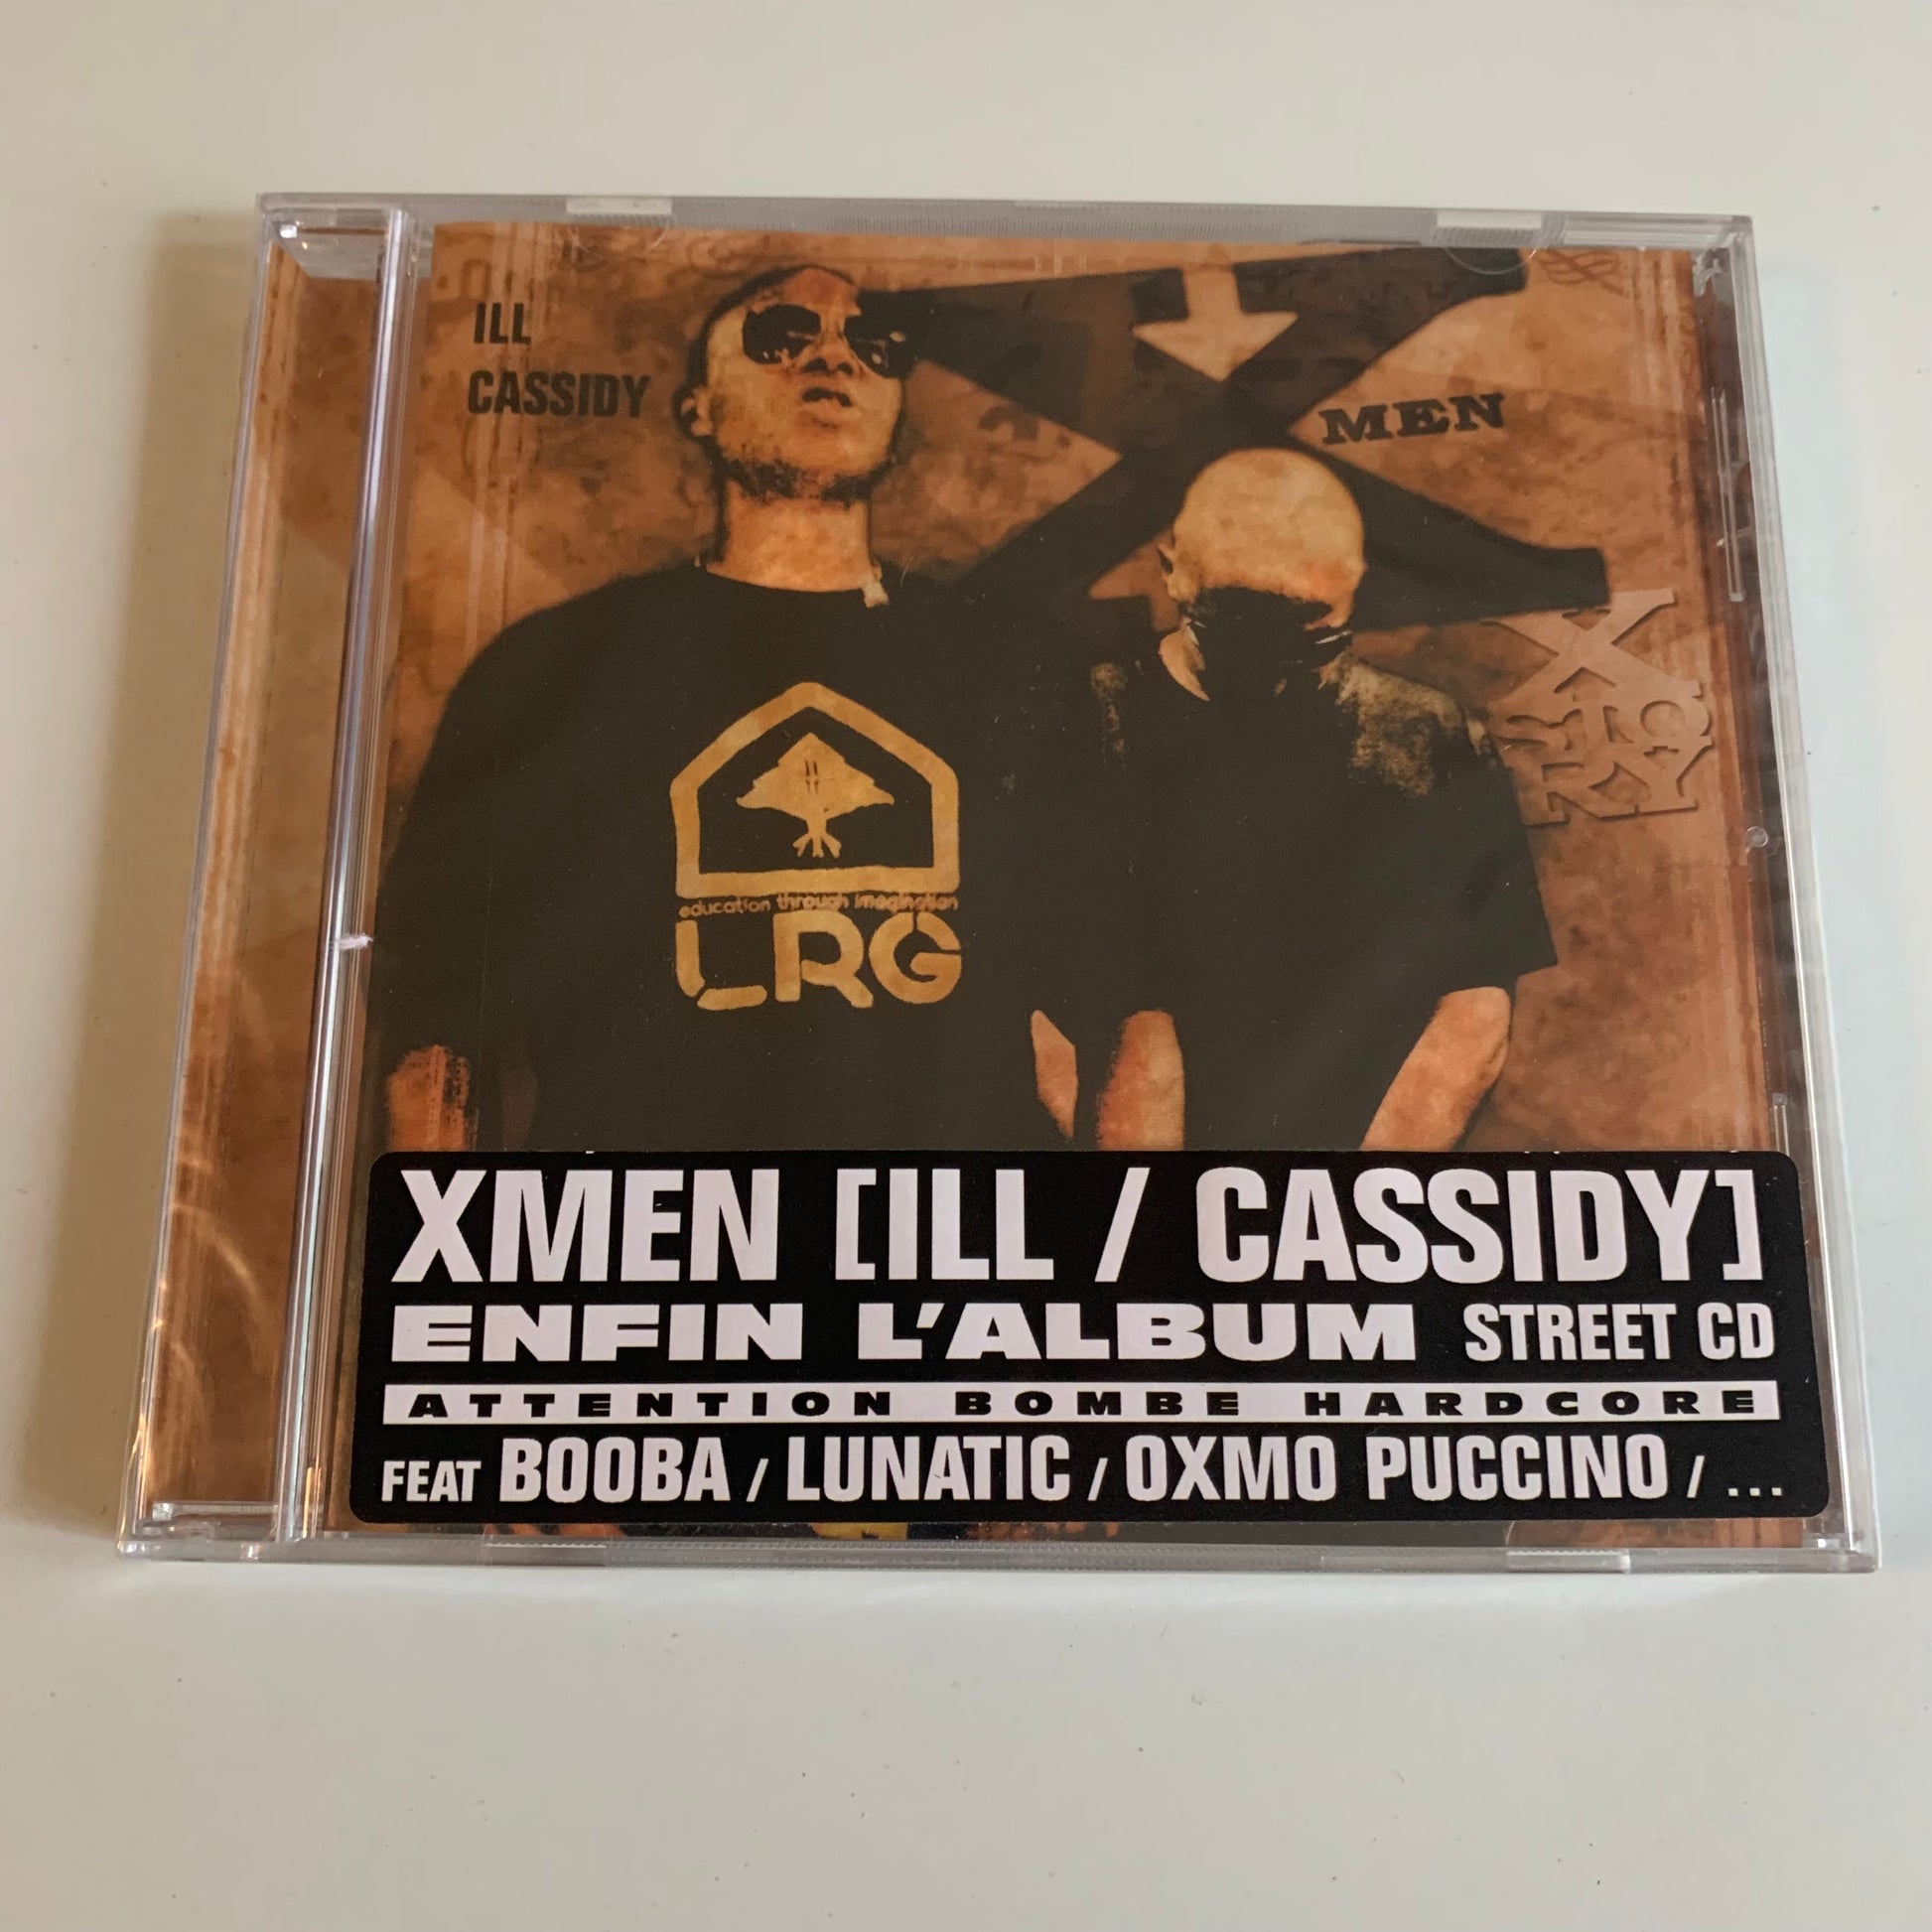 ILL
CASSIDY
MEN
education through imagination
LRG
XMEN [ILL / CASSIDY]
ENFIN L'ALBUM STREET CD
ATTENTION BOMBE HARDCORE
FEAT BOOBA / LUNATIC / OXMO PUCCINO / ...